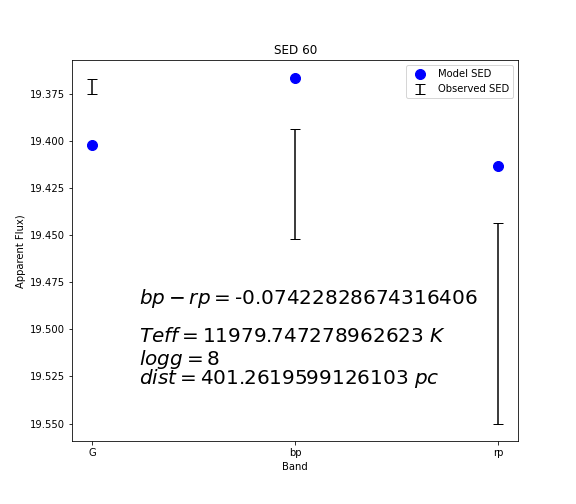 SED 60
Model SED
Observed SED
19.375
19.400
19.425
19.450
19.475
19.500
19.525
19.550
Apparent Flux)
bp − rp = -0.07422828674316406
Teff = 11979.747278962623 K
logg = 8
dist = 401.2619599126103 pc
G
bp
rp
Band